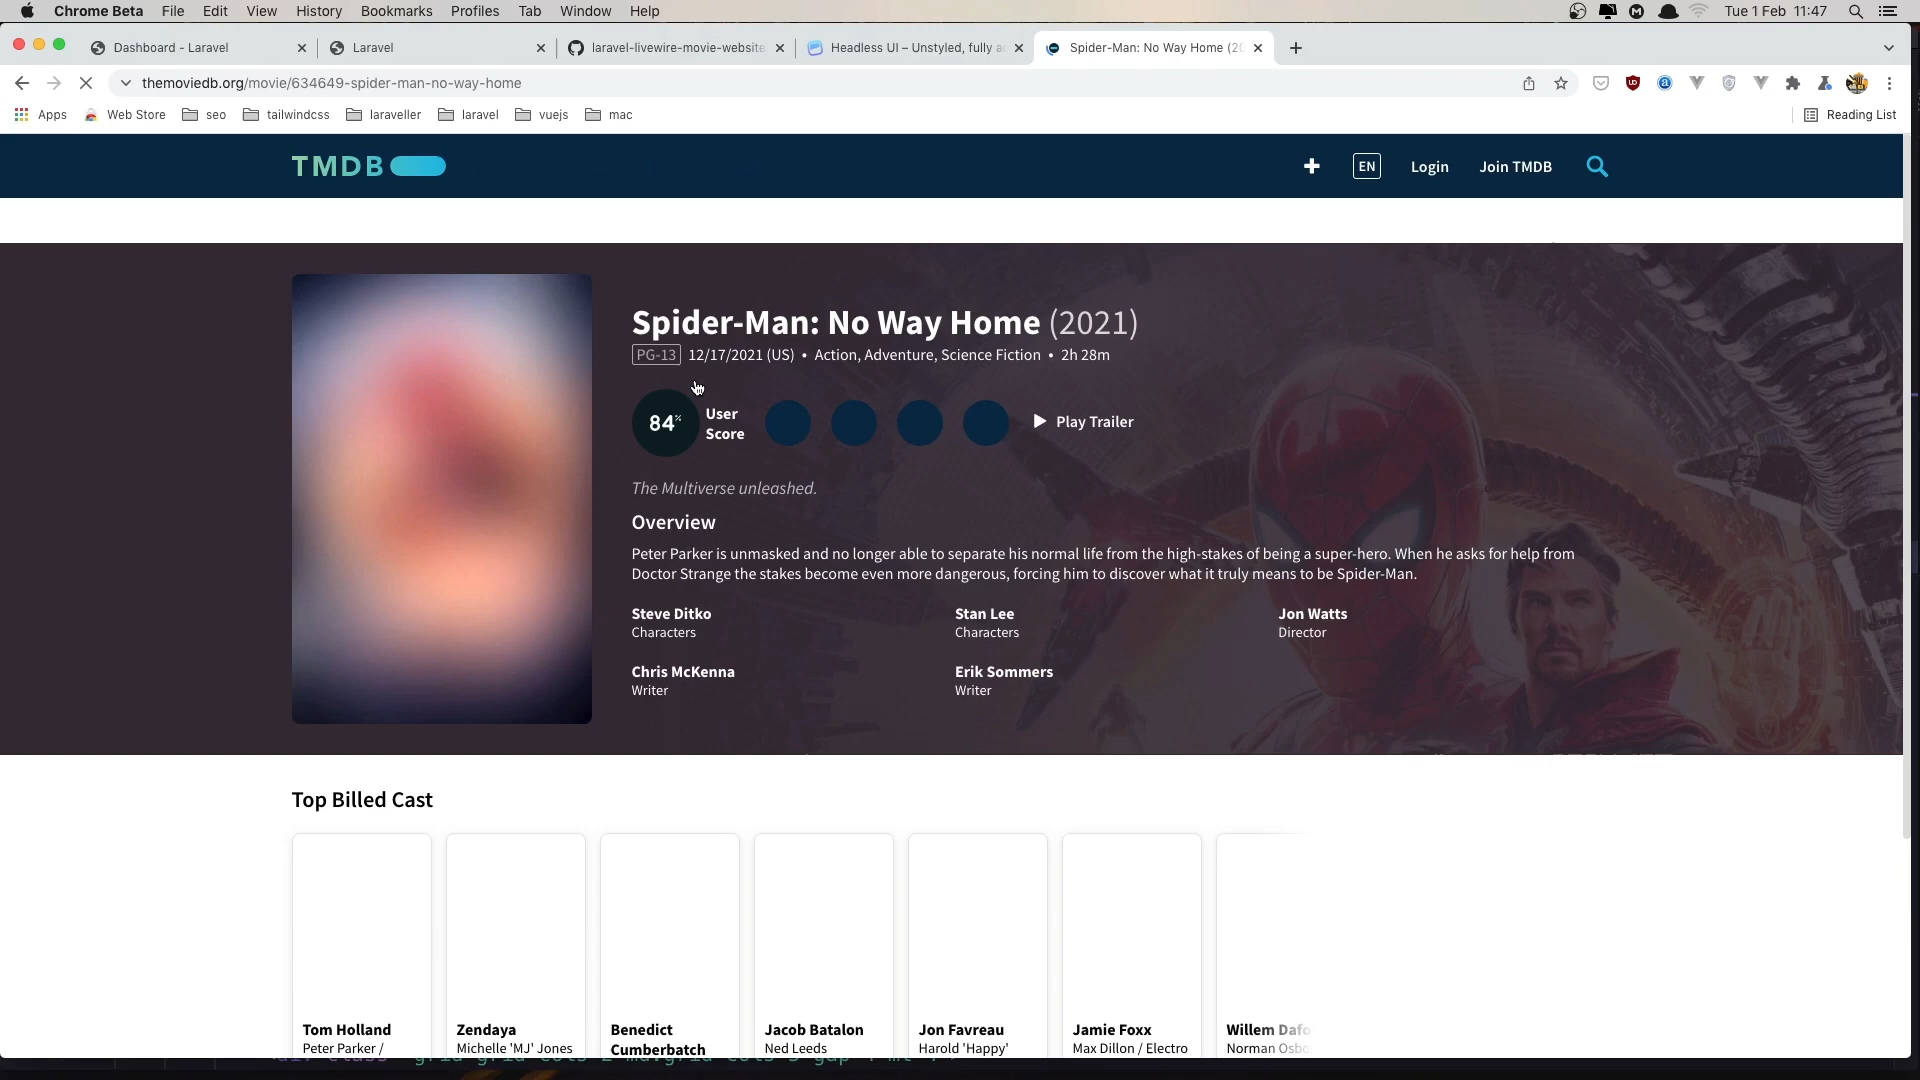 Chrome Beta File Edit View History Bookmarks Profiles Tab Window Help Tue 1 Feb 11:47
Dashboard - Laravel Laravel laravel-livewire-movie-website Headless UI – Unstyled, fully a Spider-Man: No Way Home (20
themoviedb.org/movie/634649-spider-man-no-way-home
Apps Web Store seo tailwindcss laraveller laravel vuejs mac Reading List
TMDB EN Login Join TMDB
Spider-Man: No Way Home (2021)
PG-13 12/17/2021 (US) • Action, Adventure, Science Fiction • 2h 28m
84% User Score Play Trailer
The Multiverse unleashed.
Overview
Peter Parker is unmasked and no longer able to separate his normal life from the high-stakes of being a super-hero. When he asks for help from
Doctor Strange the stakes become even more dangerous, forcing him to discover what it truly means to be Spider-Man.
Steve Ditko Stan Lee Jon Watts
Characters Characters Director
Chris McKenna Erik Sommers
Writer Writer
Top Billed Cast
Tom Holland Zendaya Benedict Jacob Batalon Jon Favreau Jamie Foxx Willem Dafo
Peter Parker / Michelle 'MJ' Jones Cumberbatch Ned Leeds Harold 'Happy' Max Dillon / Electro Norman Osbo